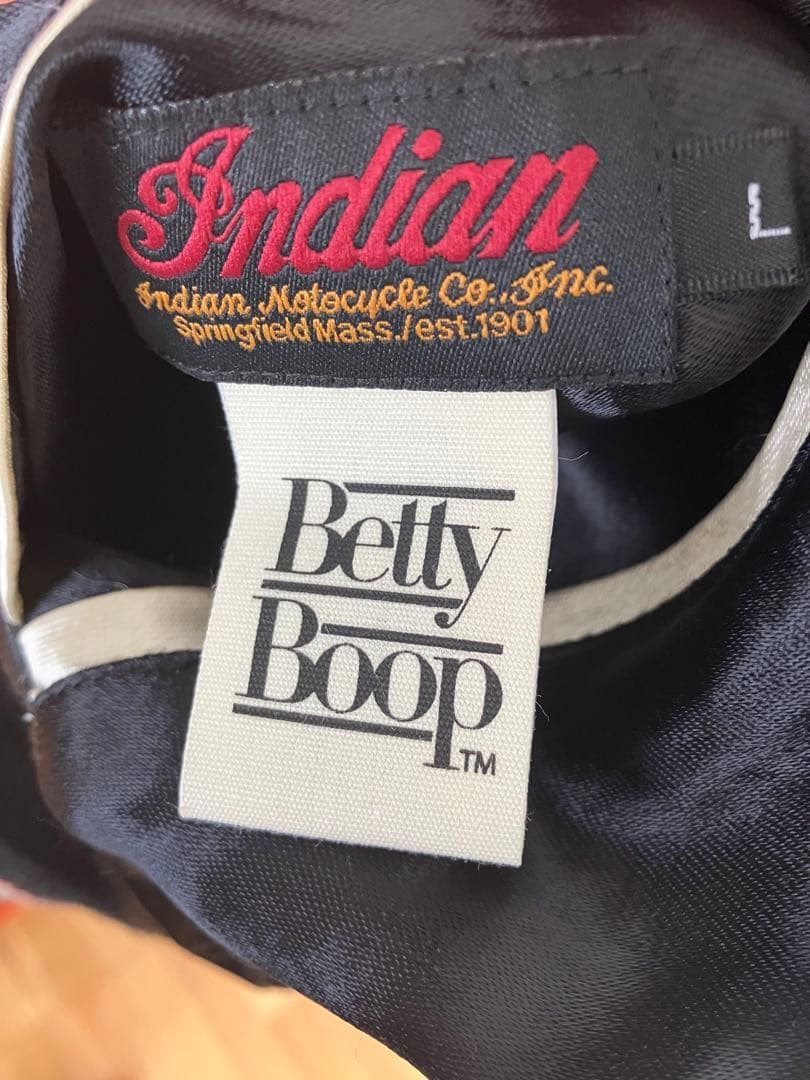 Indian
Indian Motocycle Co., Inc.
Springfield Mass./est.1901
L
Betty
Boop
TM